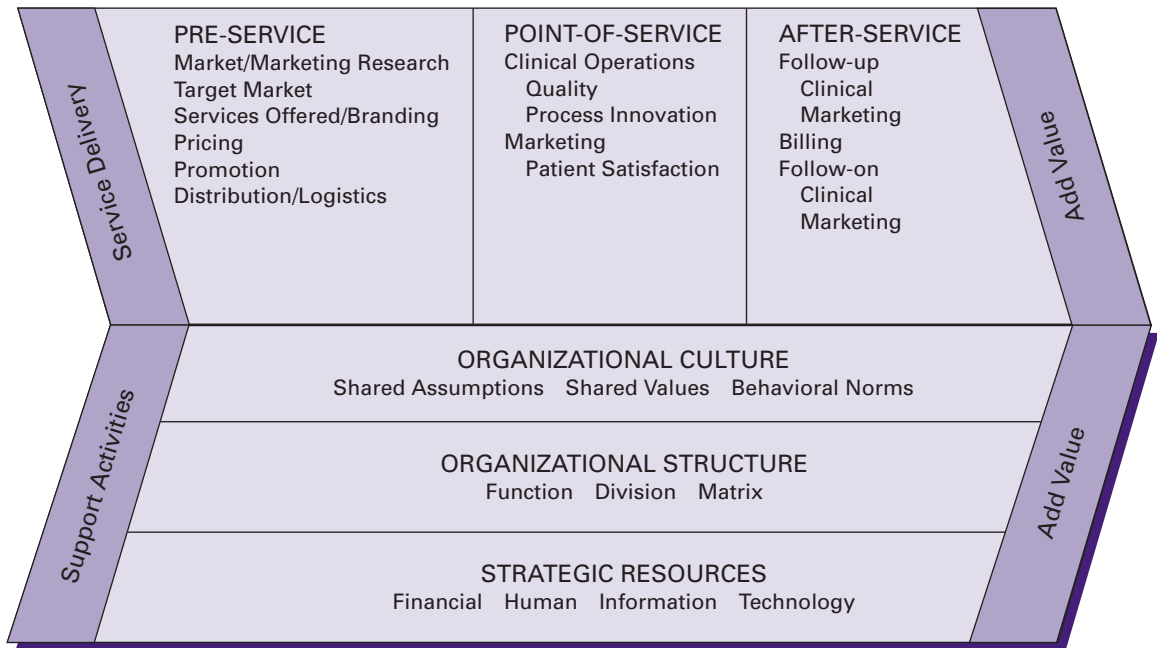 Service Delivery
PRE-SERVICE
Market/Marketing Research
Target Market
Services Offered/Branding
Pricing
Promotion
Distribution/Logistics
POINT-OF-SERVICE
Clinical Operations
Quality
Process Innovation
Marketing
Patient Satisfaction
AFTER-SERVICE
Follow-up
Clinical
Marketing
Billing
Follow-on
Clinical
Marketing
Add Value
Support Activities
ORGANIZATIONAL CULTURE
Shared Assumptions Shared Values Behavioral Norms
ORGANIZATIONAL STRUCTURE
Function Division Matrix
STRATEGIC RESOURCES
Financial Human Information Technology
Add Value